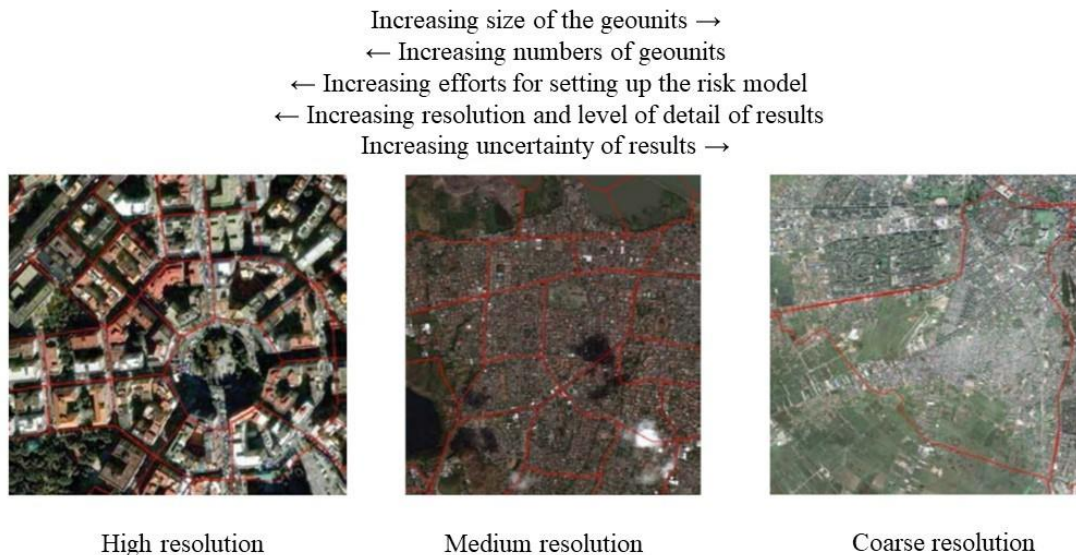 Increasing size of the geounits →
← Increasing numbers of geounits
← Increasing efforts for setting up the risk model
← Increasing resolution and level of detail of results
Increasing uncertainty of results →
High resolution
Medium resolution
Coarse resolution